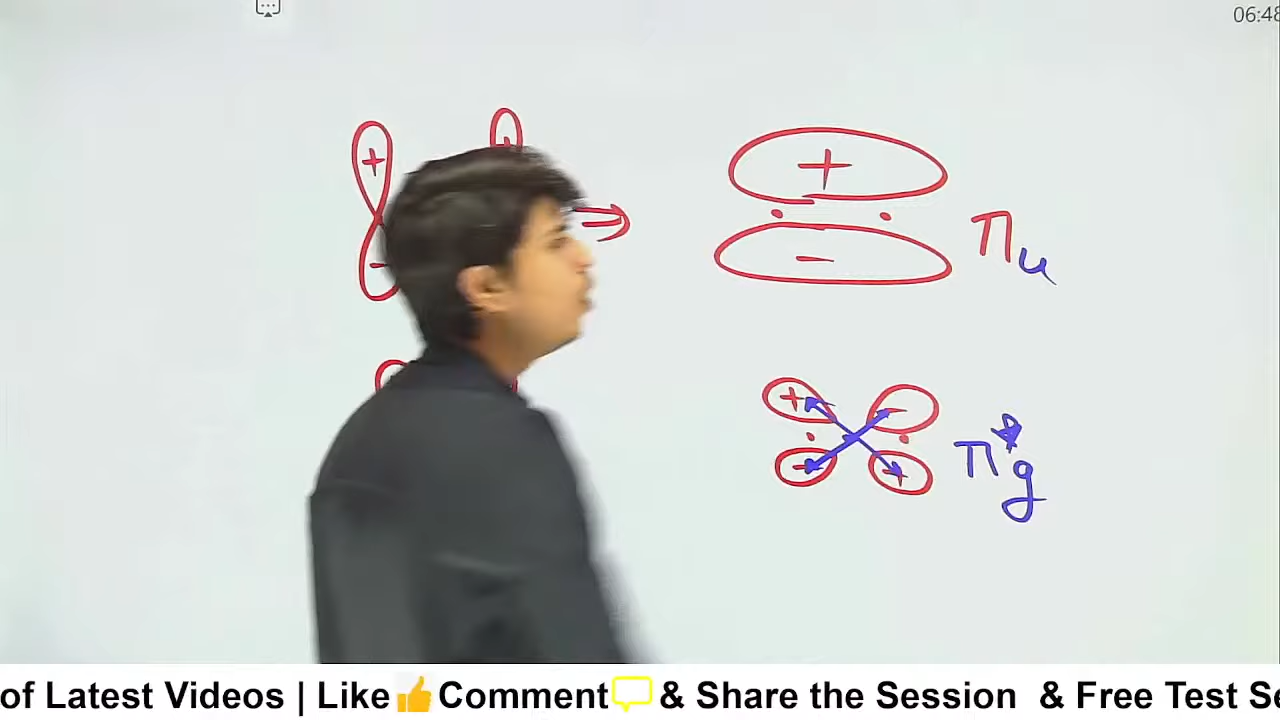 06:48
+
+ ⇒ πu
-
-
+ -
- + π*g
of Latest Videos | Like 👍 Comment 💬 & Share the Session & Free Test Se